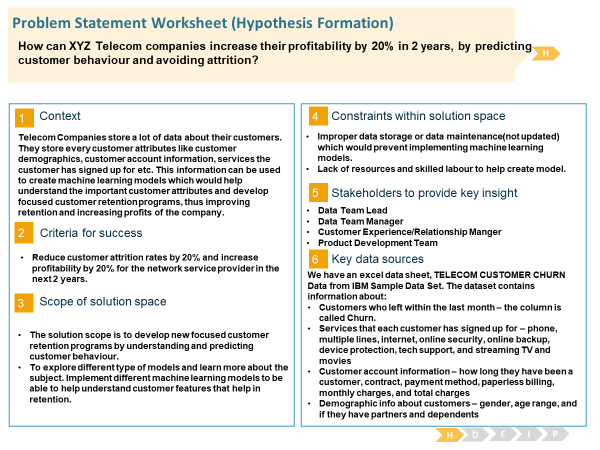 Problem Statement Worksheet (Hypothesis Formation)
How can XYZ Telecom companies increase their profitability by 20% in 2 years, by predicting
customer behaviour and avoiding attrition?
H
1 Context
Telecom Companies store a lot of data about their customers.
They store every customer attributes like customer
demographics, customer account information, services the
customer has signed up for etc. This information can be used
to create machine learning models which would help
understand the important customer attributes and develop
focused customer retention programs, thus improving
retention and increasing profits of the company.
2 Criteria for success
• Reduce customer attrition rates by 20% and increase
profitability by 20% for the network service provider in the
next 2 years.
3 Scope of solution space
• The solution scope is to develop new focused customer
retention programs by understanding and predicting
customer behaviour.
• To explore different type of models and learn more about the
subject. Implement different machine learning models to be
able to help understand customer features that help in
retention.
4 Constraints within solution space
• Improper data storage or data maintenance(not updated)
which would prevent implementing machine learning
models.
• Lack of resources and skilled labour to help create model.
5 Stakeholders to provide key insight
• Data Team Lead
• Data Team Manager
• Customer Experience/Relationship Manger
• Product Development Team
6 Key data sources
We have an excel data sheet, TELECOM CUSTOMER CHURN
Data from IBM Sample Data Set. The dataset contains
information about:
• Customers who left within the last month – the column is
called Churn.
• Services that each customer has signed up for – phone,
multiple lines, internet, online security, online backup,
device protection, tech support, and streaming TV and
movies
• Customer account information – how long they have been a
customer, contract, payment method, paperless billing,
monthly charges, and total charges
• Demographic info about customers – gender, age range, and
if they have partners and dependents
H D E I P